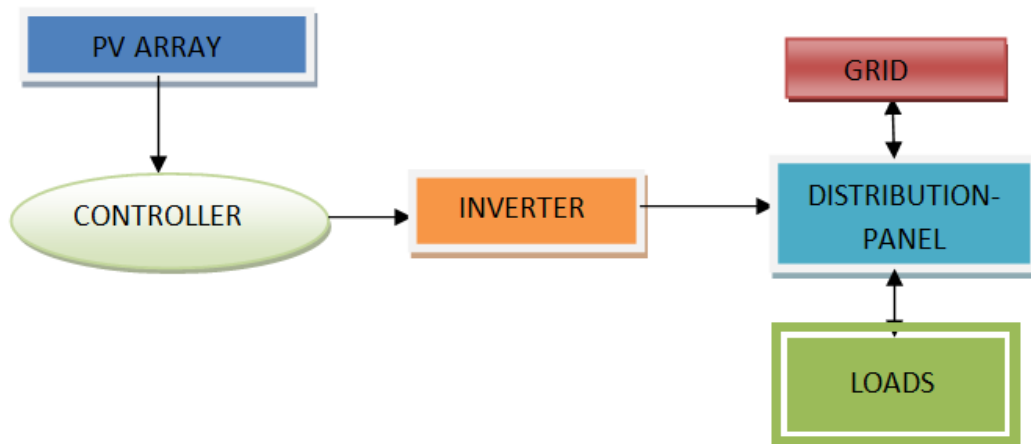 PV ARRAY
GRID
CONTROLLER
INVERTER
DISTRIBUTION-
PANEL
LOADS